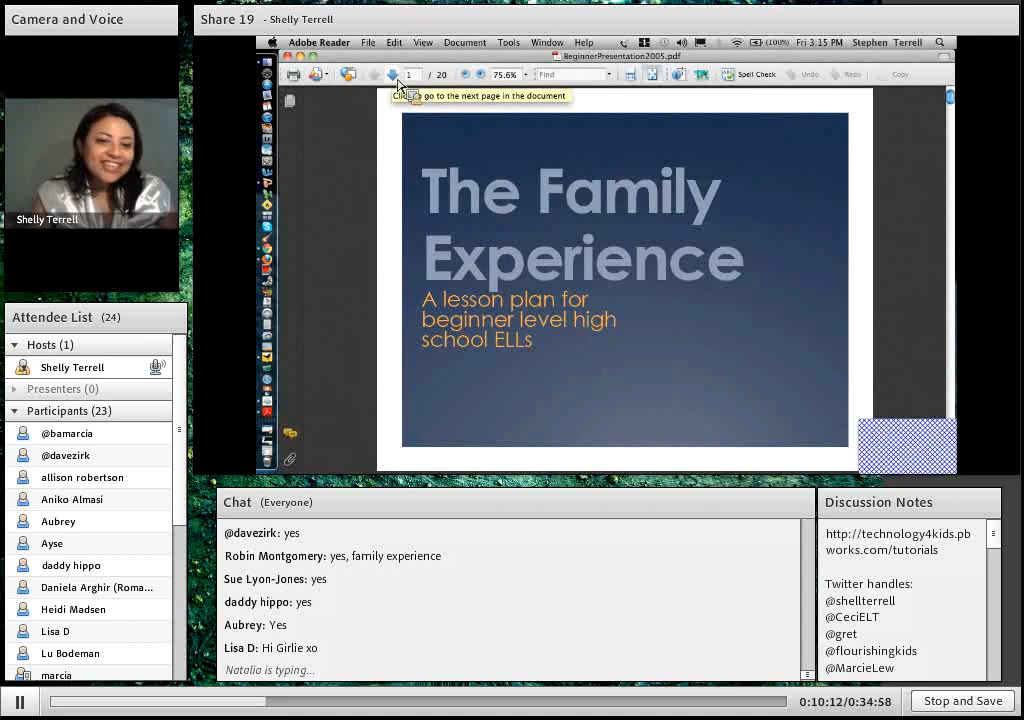 Camera and Voice
Share 19 - Shelly Terrell
Adobe Reader File Edit View Document Tools Window Help (100%) Fri 3:15 PM Stephen Terrell
BeginnerPresentation2005.pdf
1 / 20 75.6% Find Spell Check Undo Redo Copy
go to the next page in the document
The Family
Experience
A lesson plan for
beginner level high
school ELLs
Shelly Terrell
Attendee List (24)
Hosts (1)
Shelly Terrell
Presenters (0)
Participants (23)
@bamarcia
@davezirk
allison robertson
Aniko Almasi
Aubrey
Ayse
daddy hippo
Daniela Arghir (Roma...
Heidi Madsen
Lisa D
Lu Bodeman
marcia
Chat (Everyone)
@davezirk: yes
Robin Montgomery: yes, family experience
Sue Lyon-Jones: yes
daddy hippo: yes
Aubrey: Yes
Lisa D: Hi Girlie xo
Natalia is typing...
Discussion Notes
http://technology4kids.pb
works.com/tutorials
Twitter handles:
@shellterrell
@CeciELT
@gret
@flourishingkids
@MarcieLew
0:10:12/0:34:58
Stop and Save